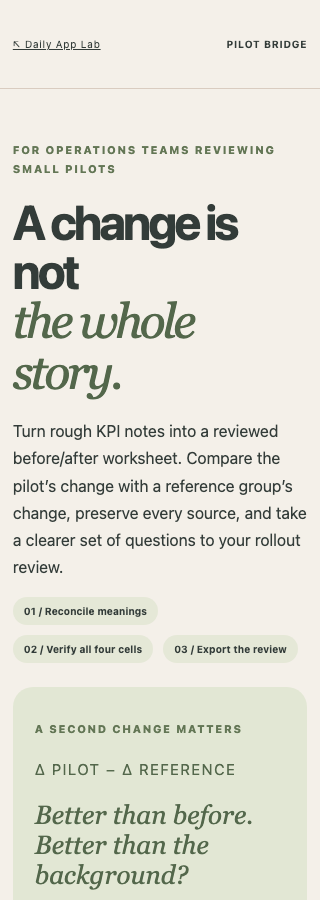 ↖ Daily App Lab
PILOT BRIDGE
FOR OPERATIONS TEAMS REVIEWING
SMALL PILOTS
A change is
not
the whole
story.
Turn rough KPI notes into a reviewed
before/after worksheet. Compare the
pilot’s change with a reference group’s
change, preserve every source, and take
a clearer set of questions to your rollout
review.
01 / Reconcile meanings
02 / Verify all four cells
03 / Export the review
A SECOND CHANGE MATTERS
Δ PILOT − Δ REFERENCE
Better than before.
Better than the
background?